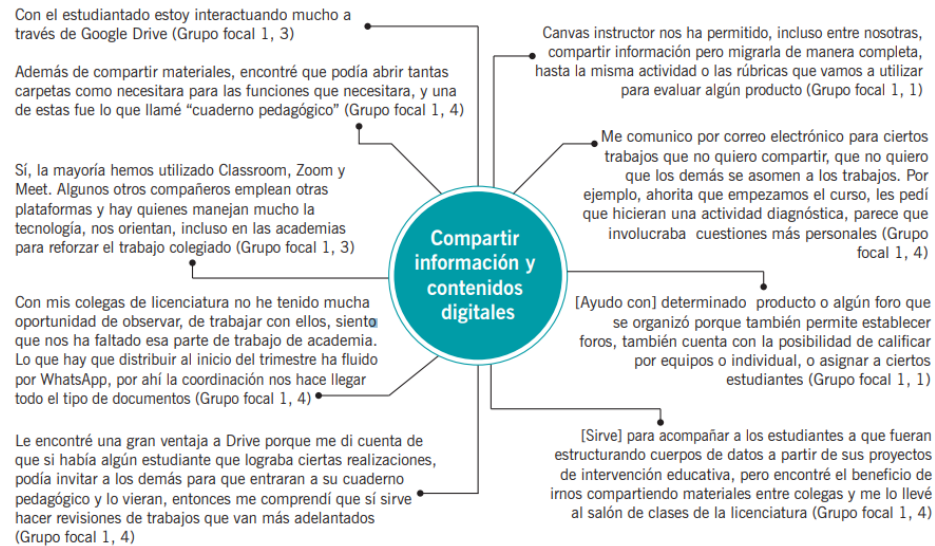 Con el estudiantado estoy interactuando mucho a
través de Google Drive (Grupo focal 1, 3)
Además de compartir materiales, encontré que podía abrir tantas
carpetas como necesitara para las funciones que necesitara, y una
de estas fue lo que llamé “cuaderno pedagógico” (Grupo focal 1, 4)
Sí, la mayoría hemos utilizado Classroom, Zoom y
Meet. Algunos otros compañeros emplean otras
plataformas y hay quienes manejan mucho la
tecnología, nos orientan, incluso en las academias
para reforzar el trabajo colegiado (Grupo focal 1, 3)
Con mis colegas de licenciatura no he tenido mucha
oportunidad de observar, de trabajar con ellos, siento
que nos ha faltado esa parte de trabajo de academia.
Lo que hay que distribuir al inicio del trimestre ha fluido
por WhatsApp, por ahí la coordinación nos hace llegar
todo el tipo de documentos (Grupo focal 1, 4)
Le encontré una gran ventaja a Drive porque me di cuenta de
que si había algún estudiante que lograba ciertas realizaciones,
podía invitar a los demás para que entraran a su cuaderno
pedagógico y lo vieran, entonces me comprendí que sí sirve
hacer revisiones de trabajos que van más adelantados
(Grupo focal 1, 4)
Compartir
información y
contenidos
digitales
Canvas instructor nos ha permitido, incluso entre nosotras,
compartir información pero migrarla de manera completa,
hasta la misma actividad o las rúbricas que vamos a utilizar
para evaluar algún producto (Grupo focal 1, 1)
Me comunico por correo electrónico para ciertos
trabajos que no quiero compartir, que no quiero
que los demás se asomen a los trabajos. Por
ejemplo, ahorita que empezamos el curso, les pedí
que hicieran una actividad diagnóstica, parece que
involucraba cuestiones más personales (Grupo
focal 1, 4)
[Ayudo con] determinado producto o algún foro que
se organizó porque también permite establecer
foros, también cuenta con la posibilidad de calificar
por equipos o individual, o asignar a ciertos
estudiantes (Grupo focal 1, 1)
[Sirve] para acompañar a los estudiantes a que fueran
estructurando cuerpos de datos a partir de sus proyectos
de intervención educativa, pero encontré el beneficio de
irnos compartiendo materiales entre colegas y me lo llevé
al salón de clases de la licenciatura (Grupo focal 1, 4)